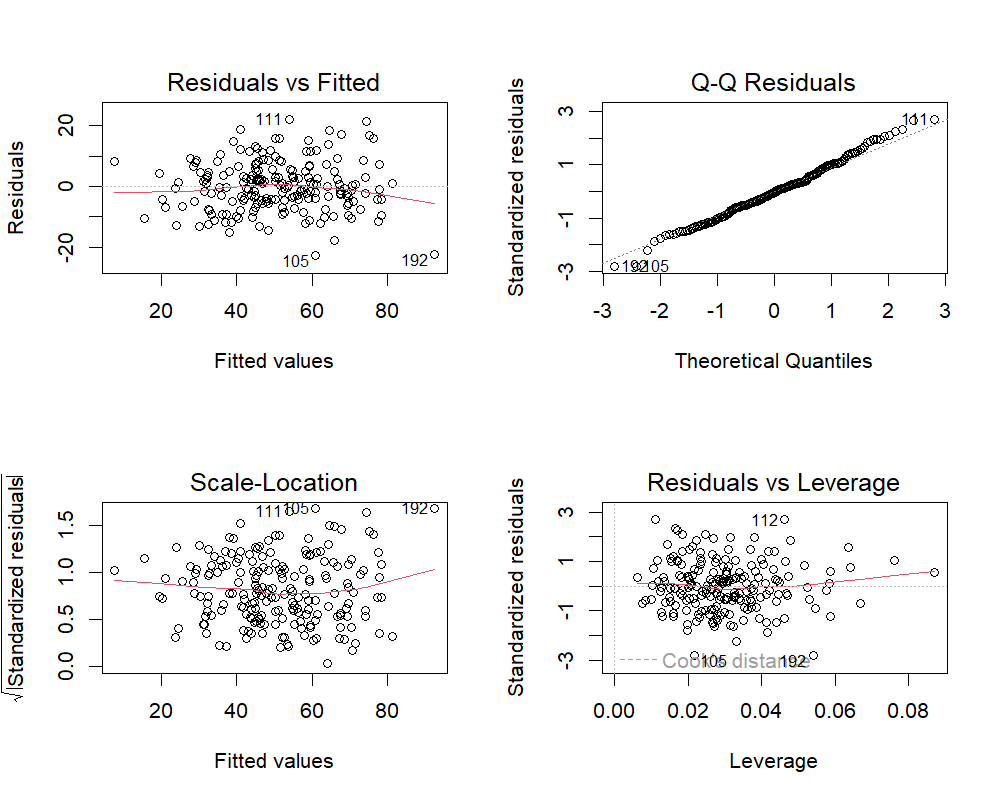 Residuals vs Fitted
Residuals
20
0
-20
111
105
192
20 40 60 80
Fitted values
Q-Q Residuals
Standardized residuals
3
1
-1
-3
111
192
105
-3 -2 -1 0 1 2 3
Theoretical Quantiles
Scale-Location
√|Standardized residuals|
1.5
1.0
0.5
0.0
111
105
192
20 40 60 80
Fitted values
Residuals vs Leverage
Standardized residuals
3
1
-1
-3
112
105
192
Cook's distance
0.00 0.02 0.04 0.06 0.08
Leverage